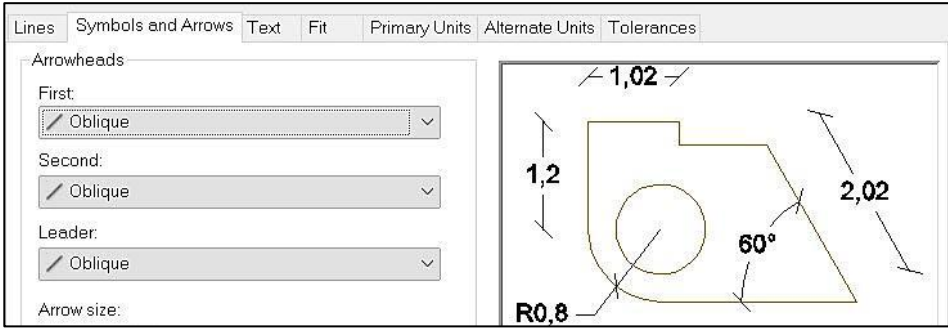 Lines Symbols and Arrows Text Fit Primary Units Alternate Units Tolerances
Arrowheads
First:
Oblique
Second:
Oblique
Leader:
Oblique
Arrow size:
1,02
1,2
2,02
60°
R0,8